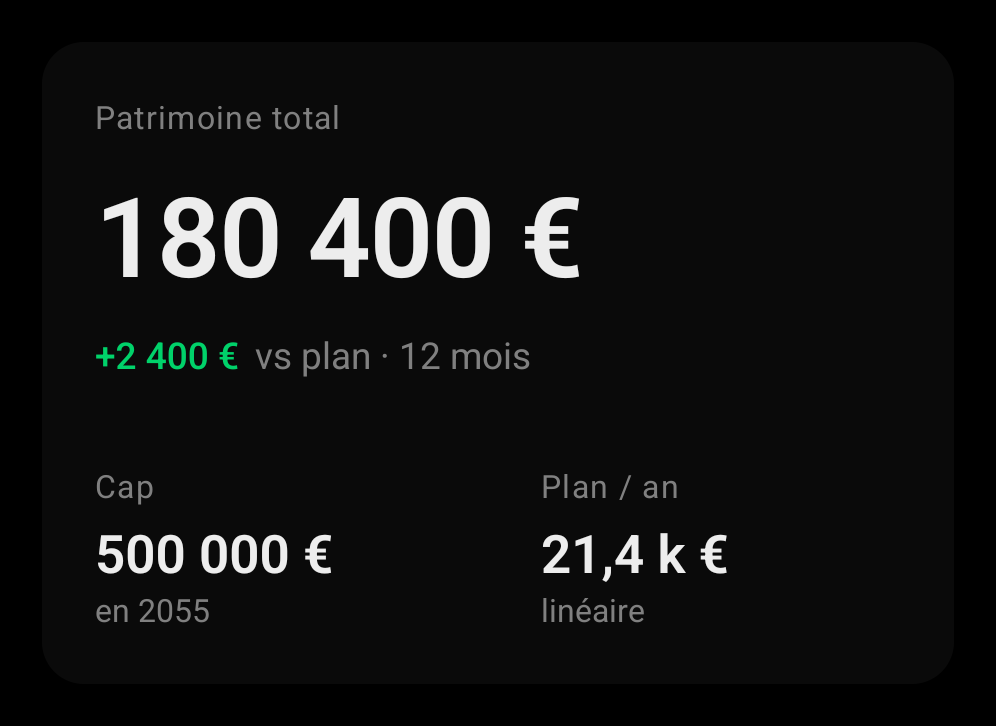 Patrimoine total
180 400 €
+2 400 € vs plan · 12 mois
Cap
500 000 €
en 2055
Plan / an
21,4 k €
linéaire